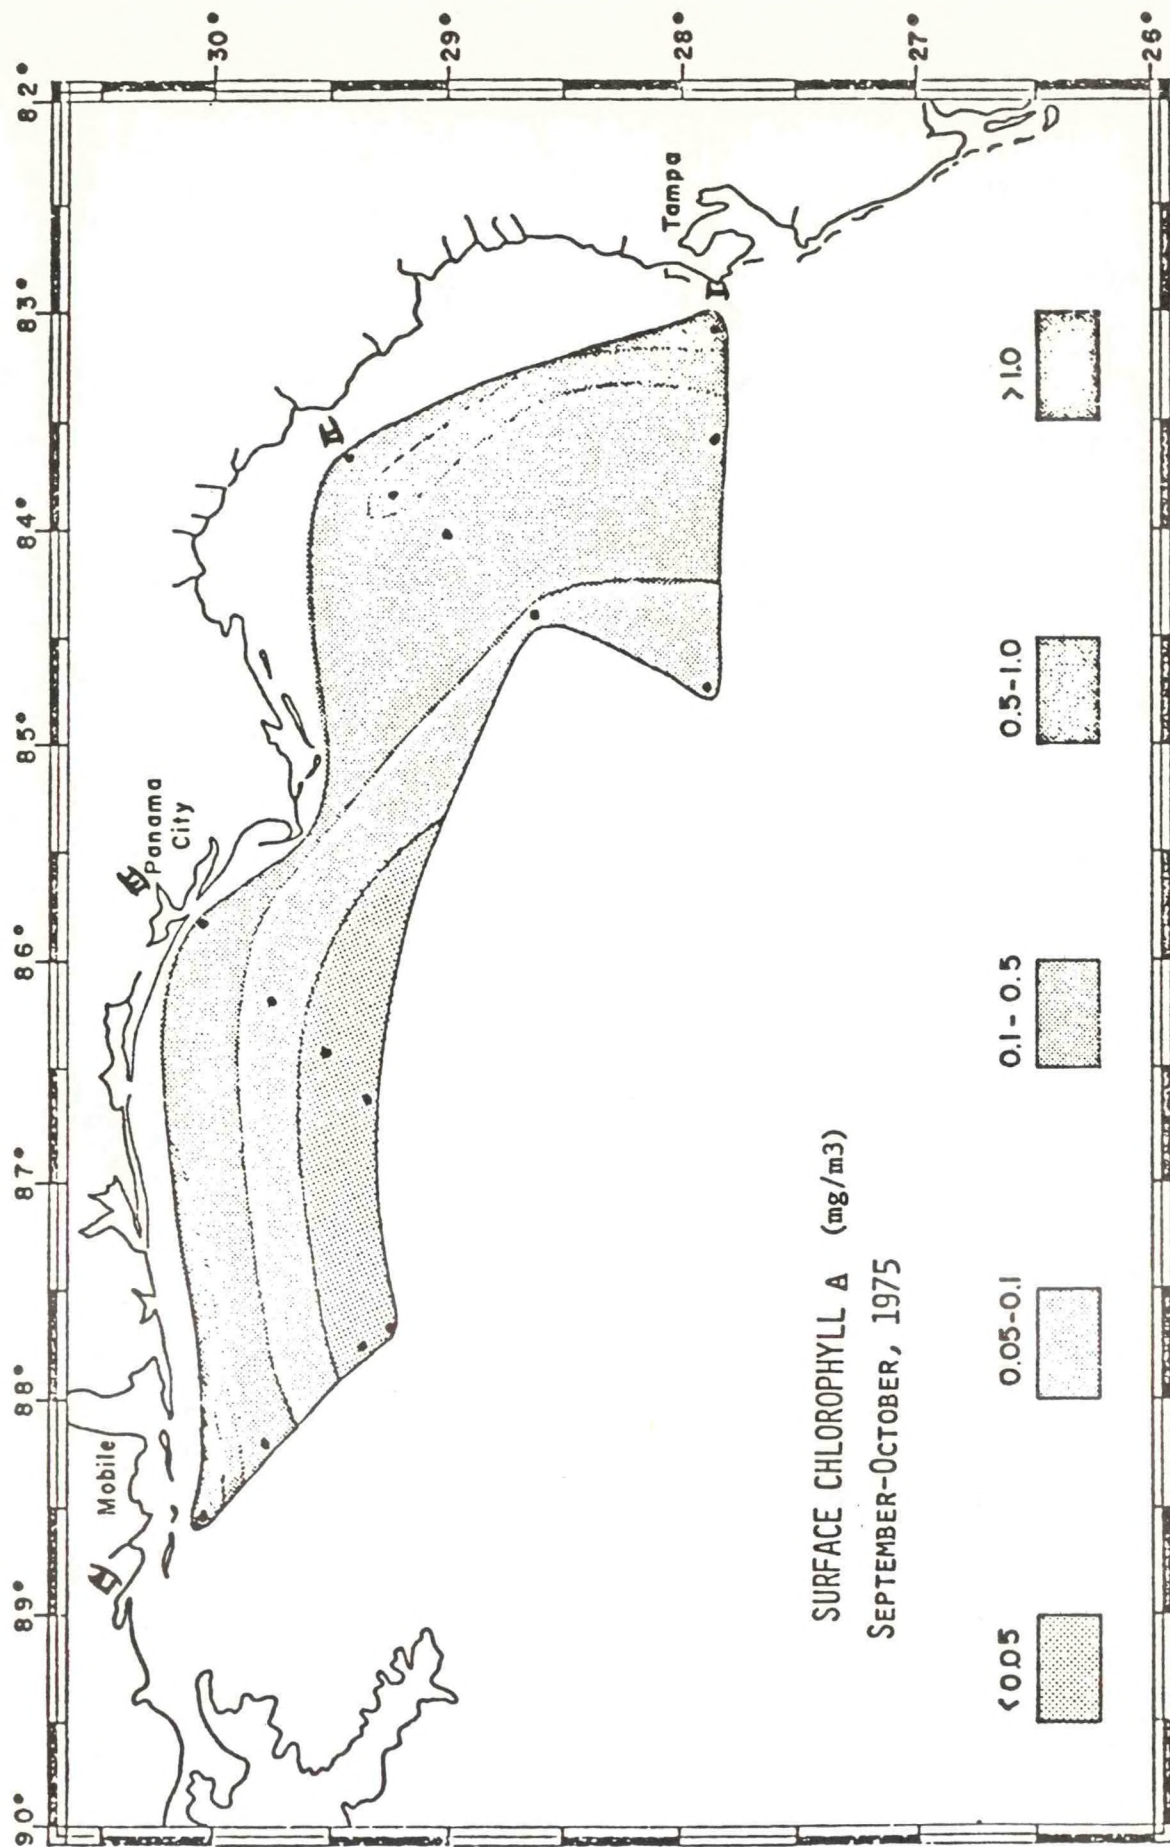 90° 89° 88° 87° 86° 85° 84° 83° 82°
30°
29°
28°
27°
26°
Mobile
Panama
City
Tampa
I
II
III
SURFACE CHLOROPHYLL A (mg/m3)
SEPTEMBER-OCTOBER, 1975
<0.05
0.05-0.1
0.1-0.5
0.5-1.0
>1.0